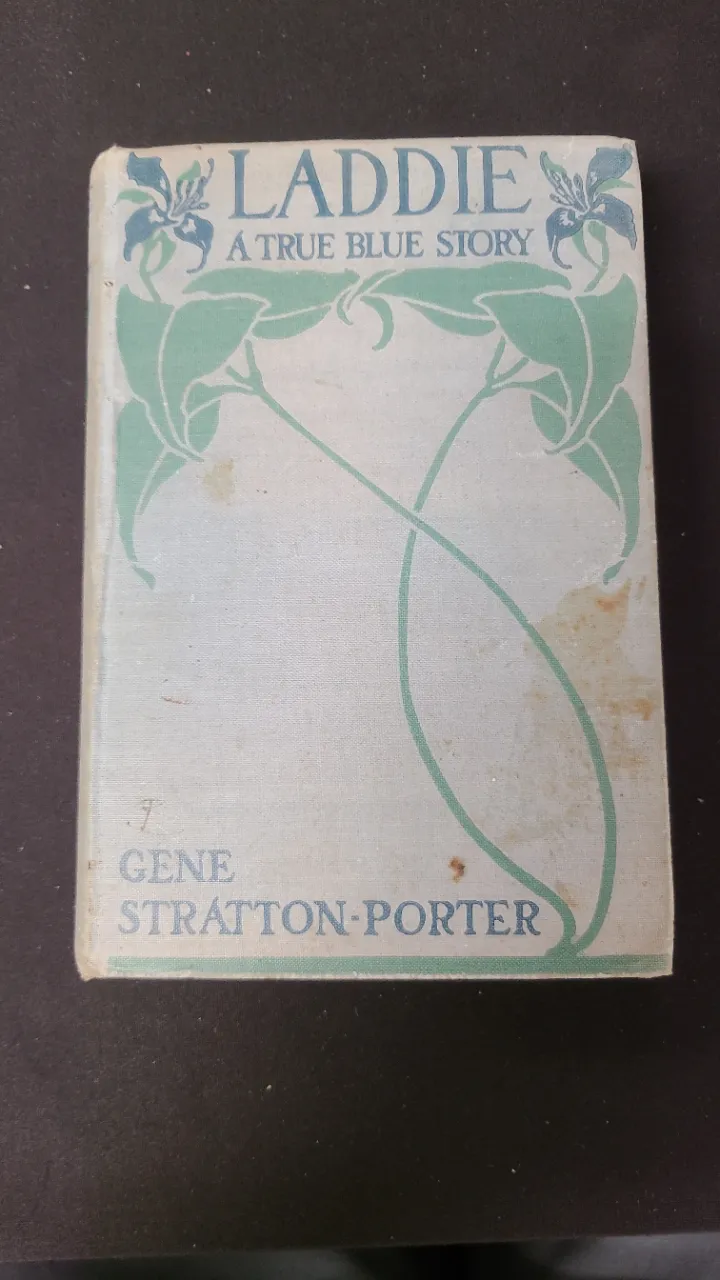 LADDIE
A TRUE BLUE STORY
GENE
STRATTON-PORTER